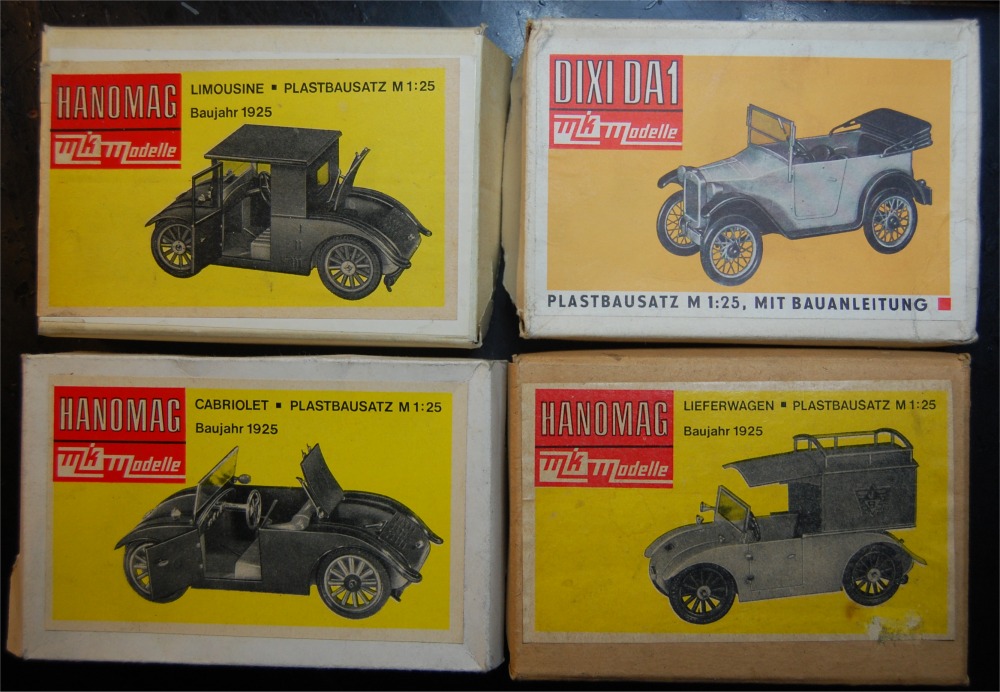 HANOMAG
LIMOUSINE ▪ PLASTBAUSATZ M 1:25
Baujahr 1925
mk modelle
DIXI DA1
mk modelle
PLASTBAUSATZ M 1:25, MIT BAUANLEITUNG
HANOMAG
CABRIOLET ▪ PLASTBAUSATZ M 1:25
Baujahr 1925
mk modelle
HANOMAG
LIEFERWAGEN ▪ PLASTBAUSATZ M 1:25
Baujahr 1925
mk modelle